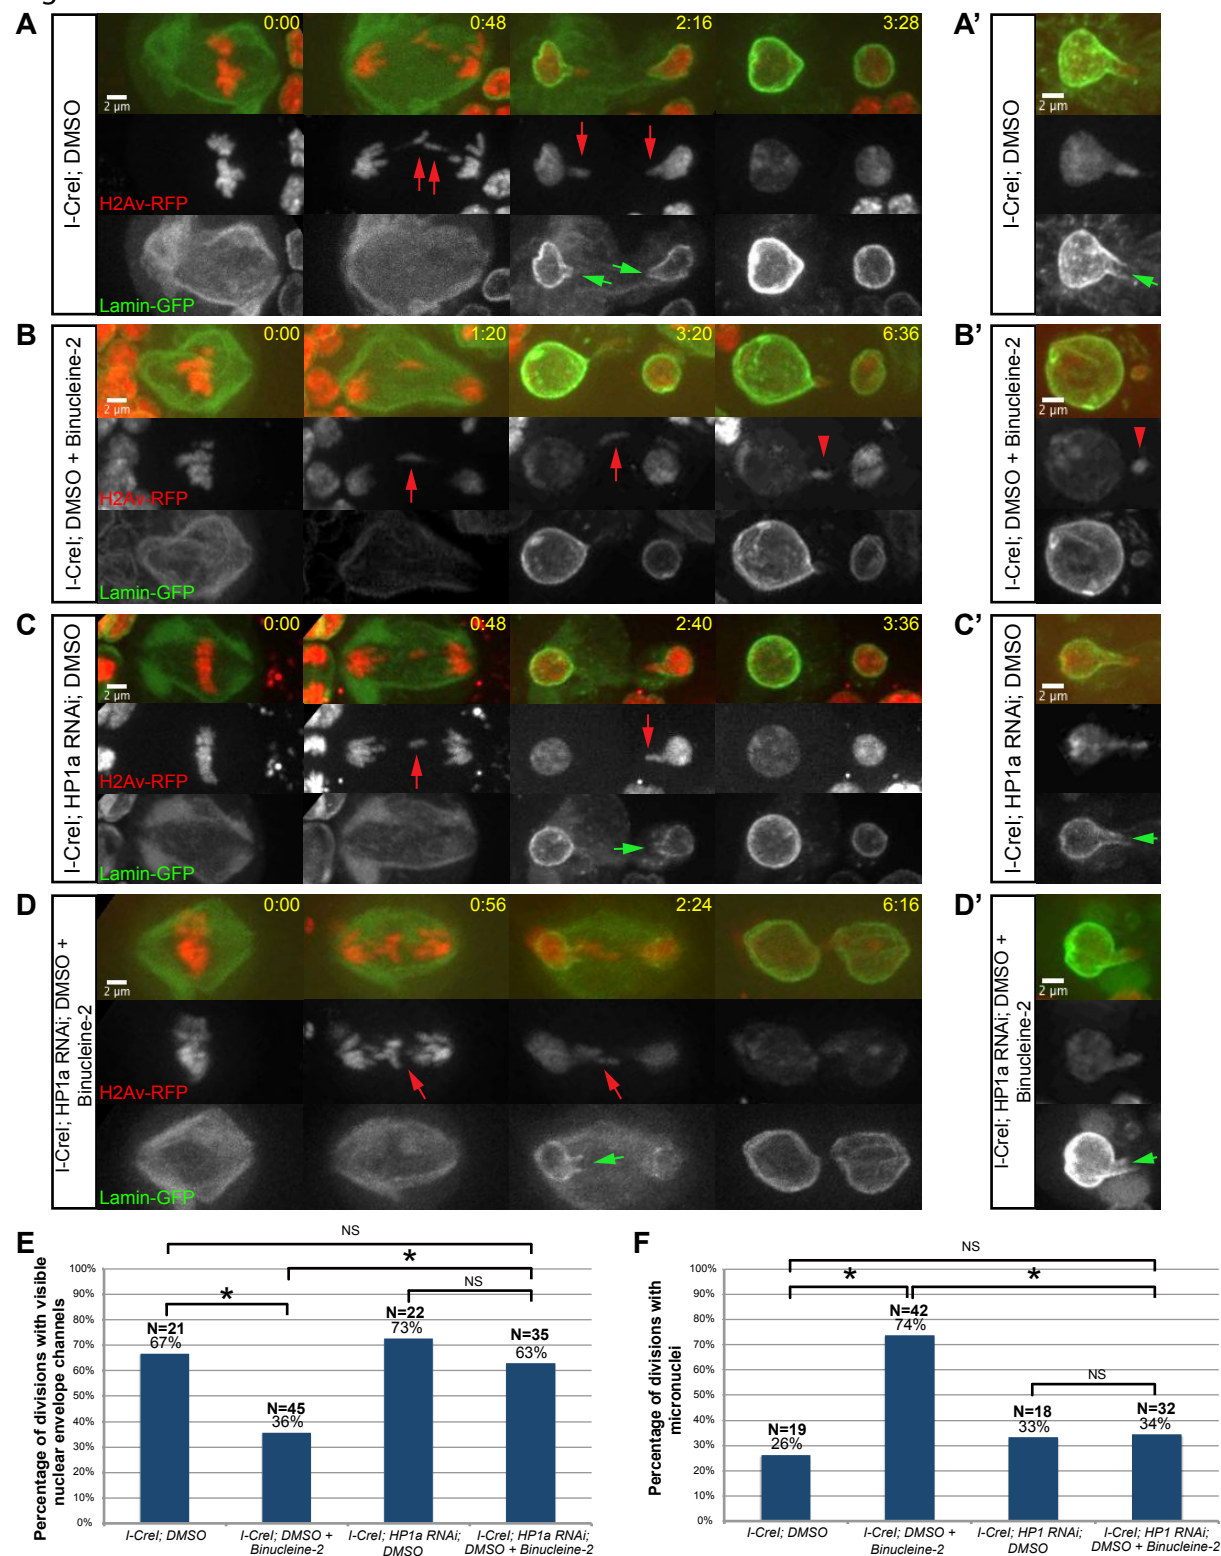 A
I-CreI; DMSO
0:00
0:48
2:16
3:28
2 µm
H2Av-RFP
Lamin-GFP
A'
I-CreI; DMSO
2 µm
B
I-CreI; DMSO + Binucleine-2
0:00
1:20
3:20
6:36
2 µm
H2Av-RFP
Lamin-GFP
B'
I-CreI; DMSO + Binucleine-2
2 µm
C
I-CreI; HP1a RNAi; DMSO
0:00
0:48
2:40
3:36
2 µm
H2Av-RFP
Lamin-GFP
C'
I-CreI; HP1a RNAi; DMSO
2 µm
D
I-CreI; HP1a RNAi; DMSO +
Binucleine-2
0:00
0:56
2:24
6:16
2 µm
H2Av-RFP
Lamin-GFP
D'
I-CreI; HP1a RNAi; DMSO +
Binucleine-2
2 µm
E
Percentage of divisions with visible
nuclear envelope channels
100%
90%
80%
70%
60%
50%
40%
30%
20%
10%
0%
NS
*
NS
*
N=21
67%
N=45
36%
N=22
73%
N=35
63%
I-CreI; DMSO
I-CreI; DMSO +
Binucleine-2
I-CreI; HP1a RNAi;
DMSO
I-CreI; HP1a RNAi;
DMSO + Binucleine-2
F
Percentage of divisions with
micronuclei
100%
90%
80%
70%
60%
50%
40%
30%
20%
10%
0%
NS
*
*
NS
N=19
26%
N=42
74%
N=18
33%
N=32
34%
I-CreI; DMSO
I-CreI; DMSO +
Binucleine-2
I-CreI; HP1 RNAi;
DMSO
I-CreI; HP1 RNAi;
DMSO + Binucleine-2